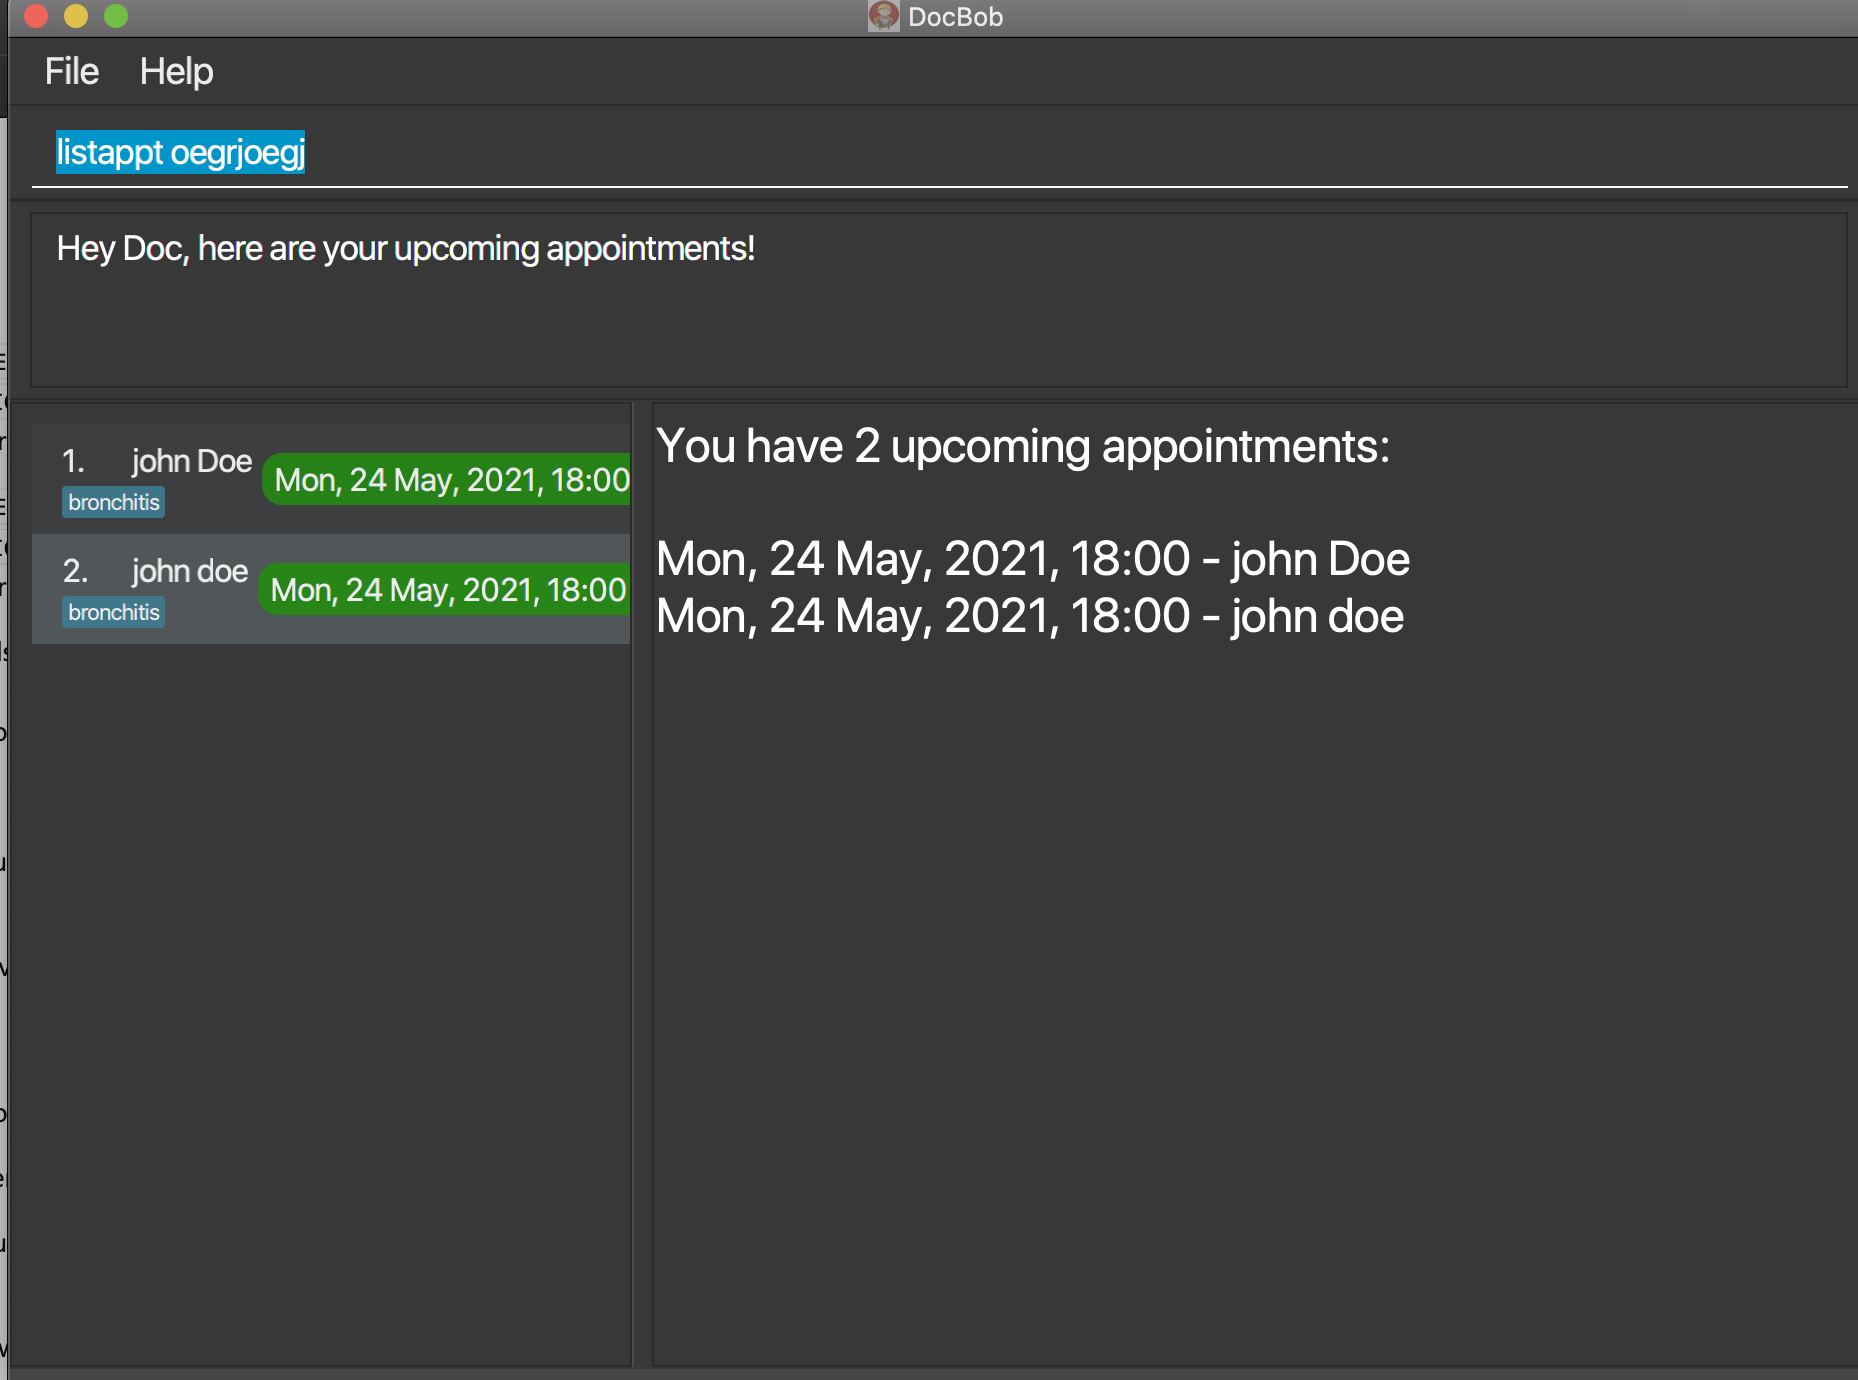 DocBob
File Help
listappt oegrjoegj
Hey Doc, here are your upcoming appointments!
1. john Doe Mon, 24 May, 2021, 18:00
bronchitis
2. john doe Mon, 24 May, 2021, 18:00
bronchitis
You have 2 upcoming appointments:
Mon, 24 May, 2021, 18:00 - john Doe
Mon, 24 May, 2021, 18:00 - john doe